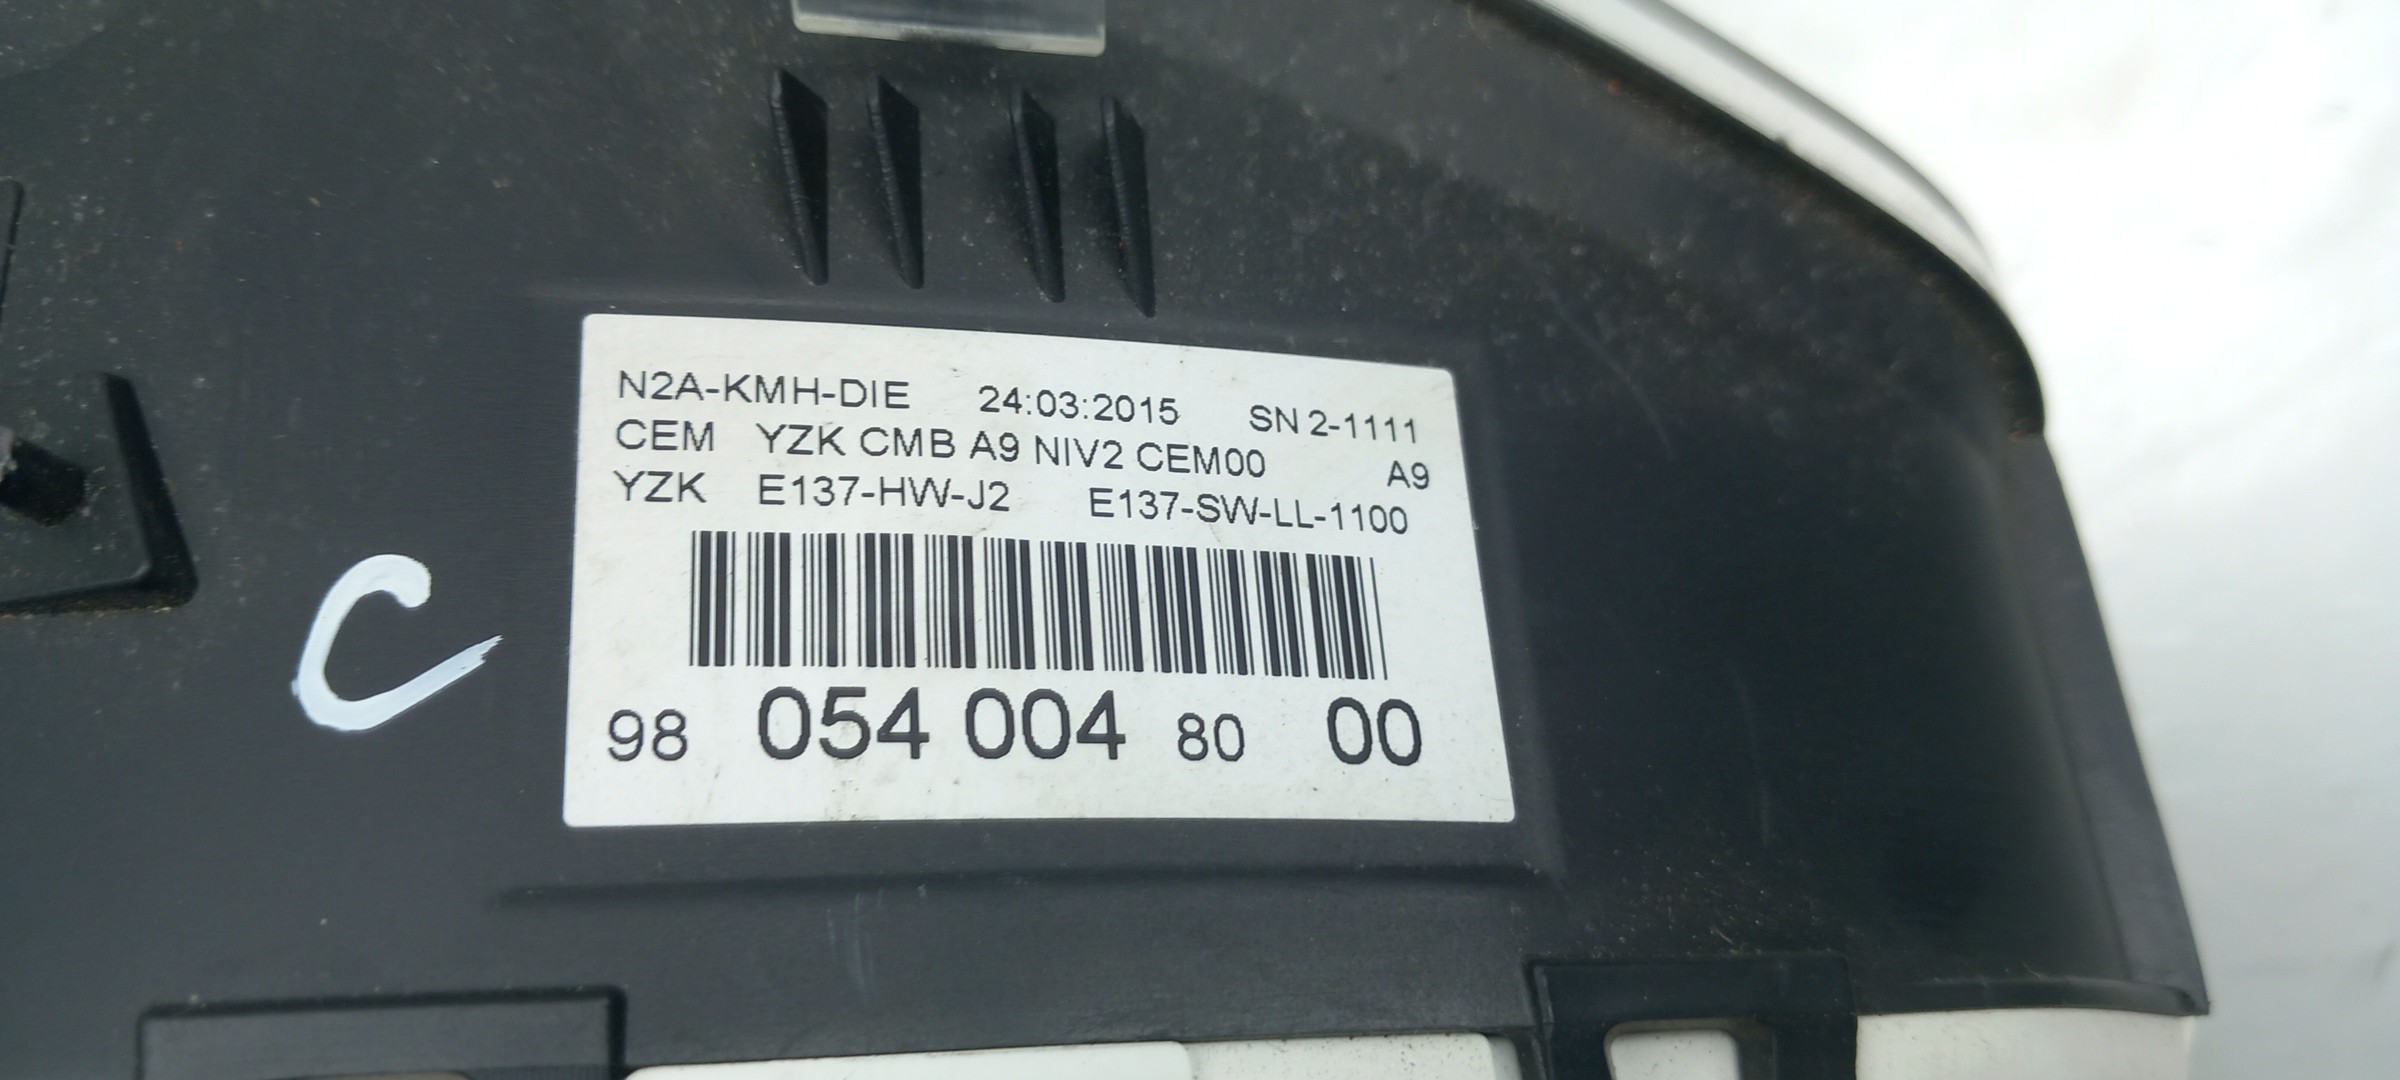 N2A-KMH-DIE 24:03:2015 SN 2-1111
CEM YZK CMB A9 NIV2 CEM00 A9
YZK E137-HW-J2 E137-SW-LL-1100
98 054 004 80 00
C